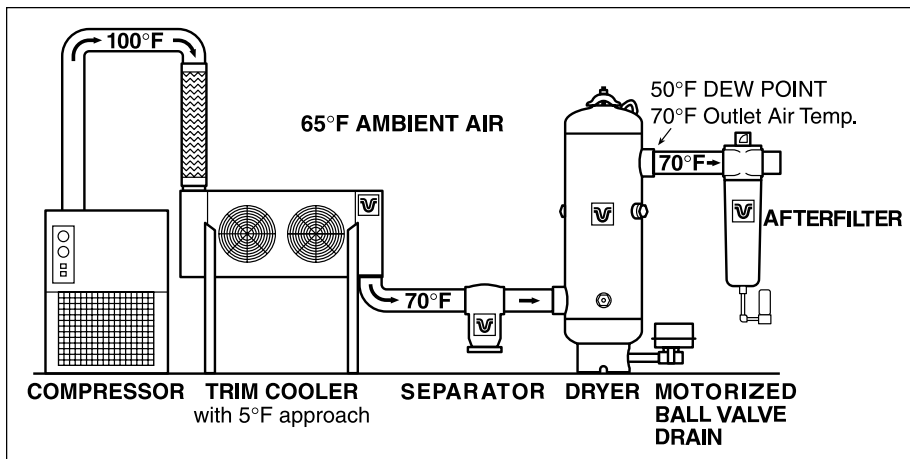 100°F
65°F AMBIENT AIR
50°F DEW POINT
70°F Outlet Air Temp.
70°F
AFTERFILTER
70°F
COMPRESSOR
TRIM COOLER
with 5°F approach
SEPARATOR
DRYER
MOTORIZED
BALL VALVE
DRAIN